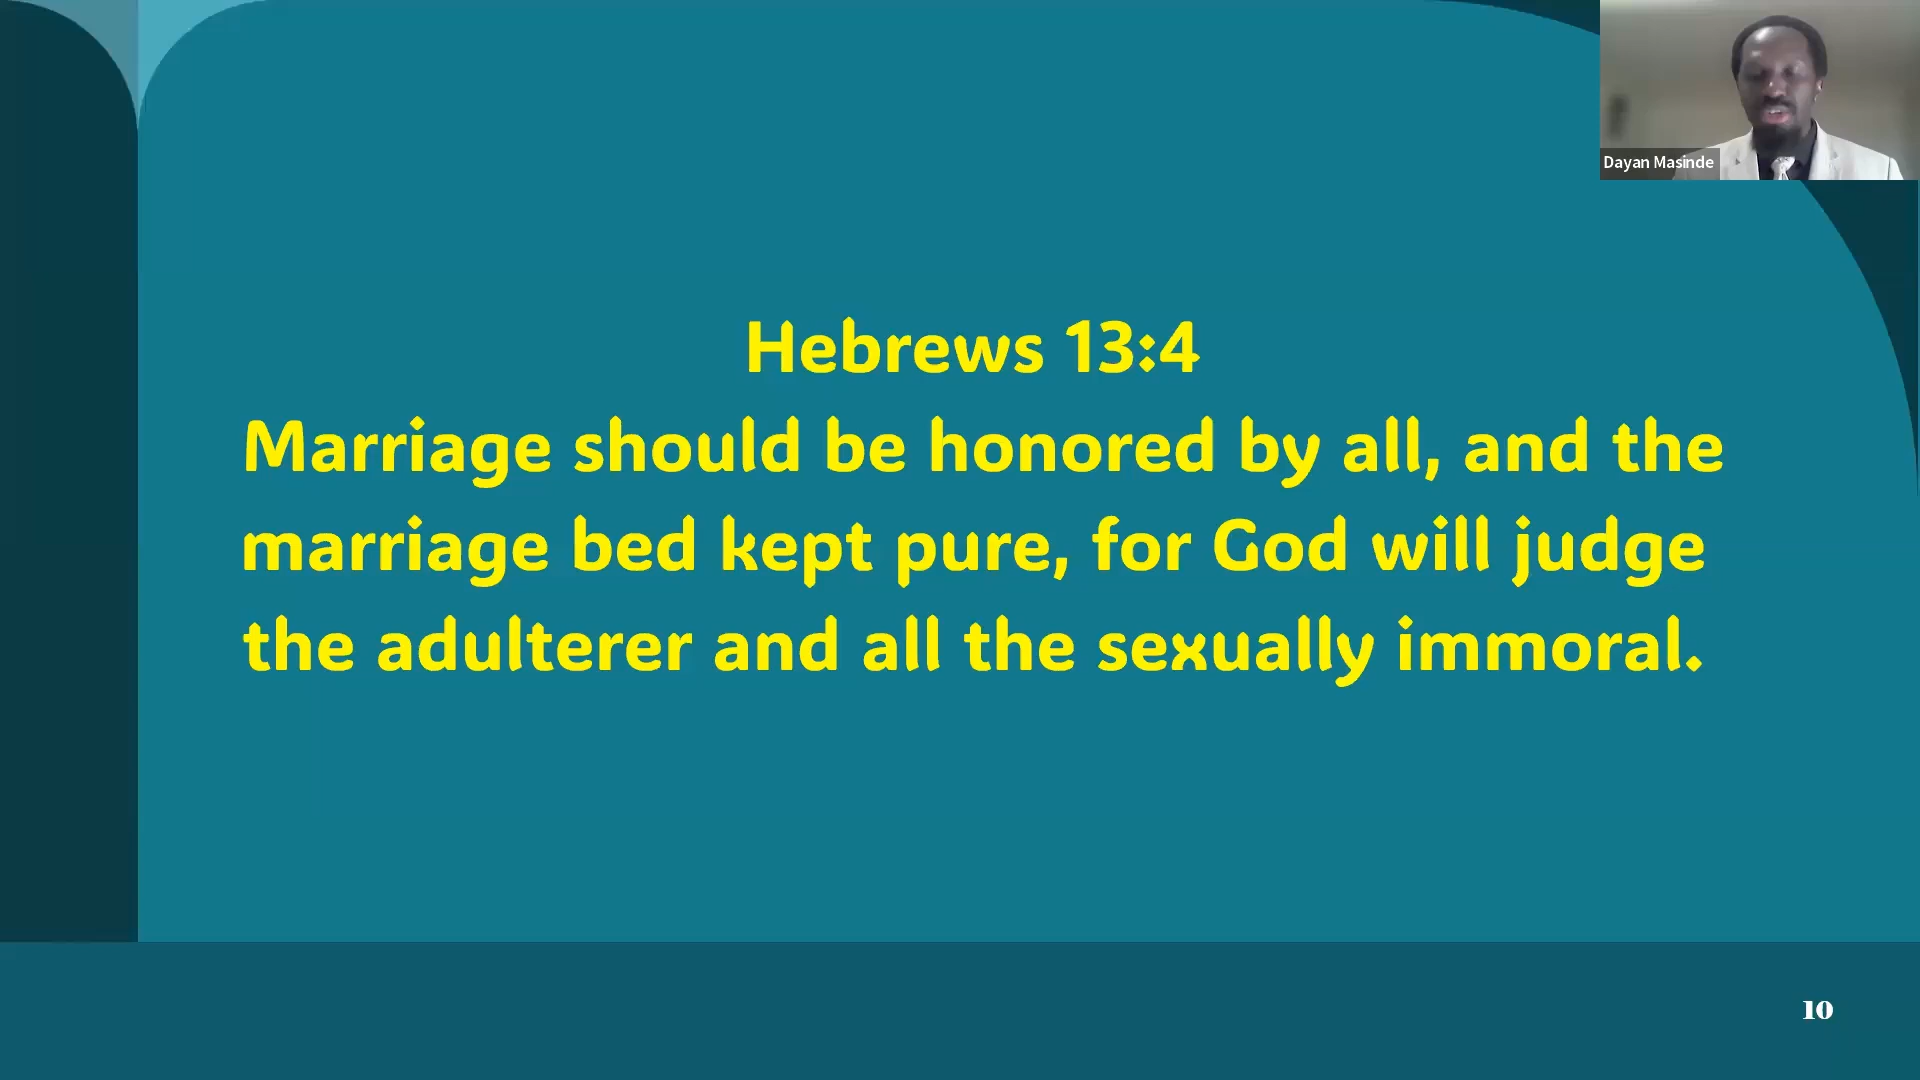 Dayan Masinde
Hebrews 13:4
Marriage should be honored by all, and the
marriage bed kept pure, for God will judge
the adulterer and all the sexually immoral.
10